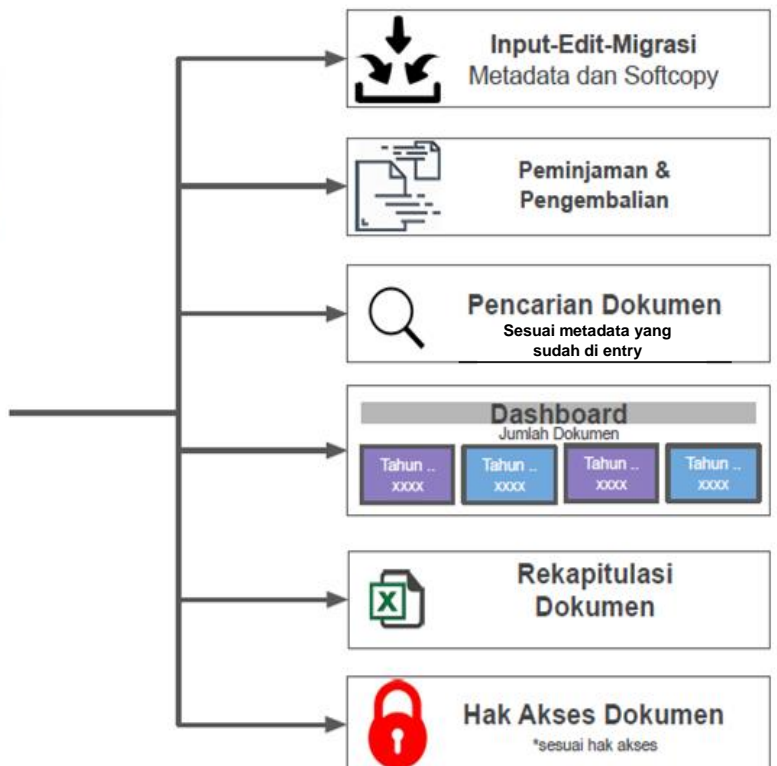 Input-Edit-Migrasi
Metadata dan Softcopy
Peminjaman &
Pengembalian
Pencarian Dokumen
Sesuai metadata yang
sudah di entry
Dashboard
Jumlah Dokumen
Tahun .. Tahun .. Tahun .. Tahun ..
xxxx xxxx xxxx xxxx
X
Rekapitulasi
Dokumen
Hak Akses Dokumen
*sesuai hak akses